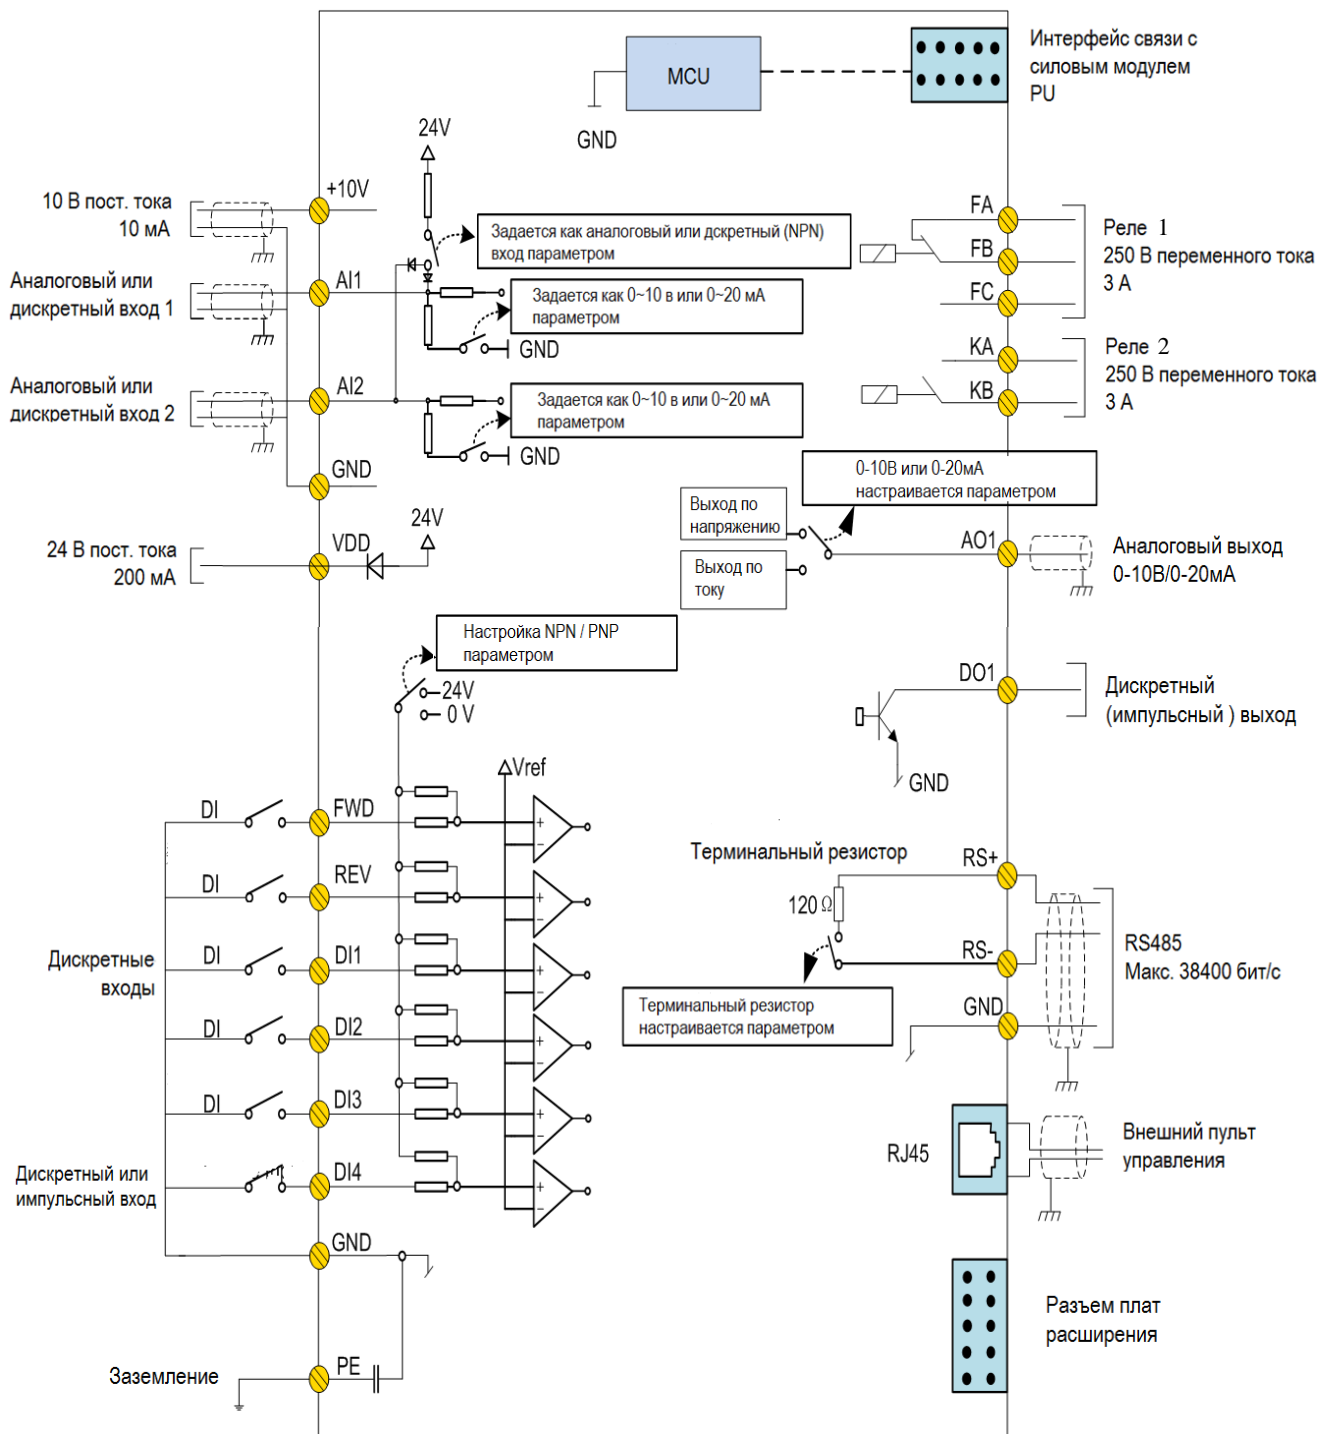 MCU
GND
Интерфейс связи с
силовым модулем
PU
24V
10 В пост. тока
10 мА
+10V
Задается как аналоговый или дскретный (NPN)
вход параметром
Аналоговый или
дискретный вход 1
AI1
Задается как 0~10 в или 0~20 мА
параметром
GND
Аналоговый или
дискретный вход 2
AI2
Задается как 0~10 в или 0~20 мА
параметром
GND
GND
24 В пост. тока
200 мА
VDD
24V
FA
FB
FC
Реле 1
250 В переменного тока
3 А
KA
KB
Реле 2
250 В переменного тока
3 А
0-10В или 0-20мА
настраивается параметром
Выход по
напряжению
Выход по
току
AO1
Аналоговый выход
0-10В/0-20мА
Настройка NPN / PNP
параметром
24V
0 V
DO1
Дискретный
(импульсный ) выход
GND
Vref
DI
FWD
DI
REV
DI
DI1
Дискретные
входы
DI
DI2
DI
DI3
Дискретный или
импульсный вход
DI4
GND
Заземление
PE
Терминальный резистор
RS+
120 Ω
RS-
RS485
Макс. 38400 бит/с
Терминальный резистор
настраивается параметром
GND
RJ45
Внешний пульт
управления
Разъем плат
расширения